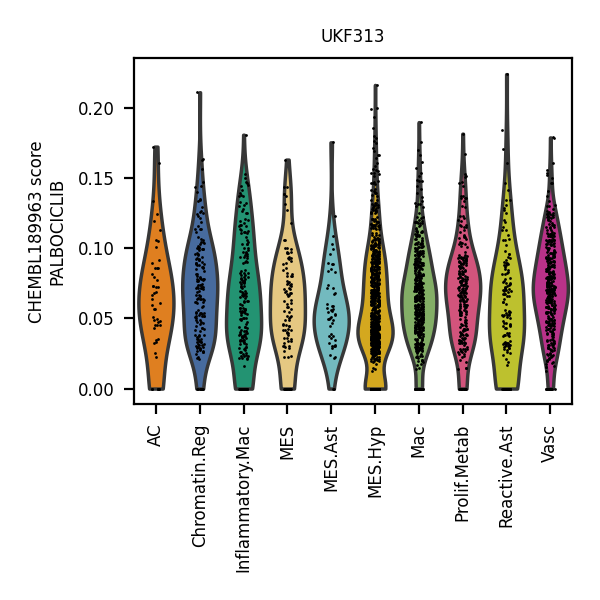 UKF313
CHEMBL189963 score
PALBOCICLIB
0.20
0.15
0.10
0.05
0.00
AC
Chromatin.Reg
Inflammatory.Mac
MES
MES.Ast
MES.Hyp
Mac
Prolif.Metab
Reactive.Ast
Vasc